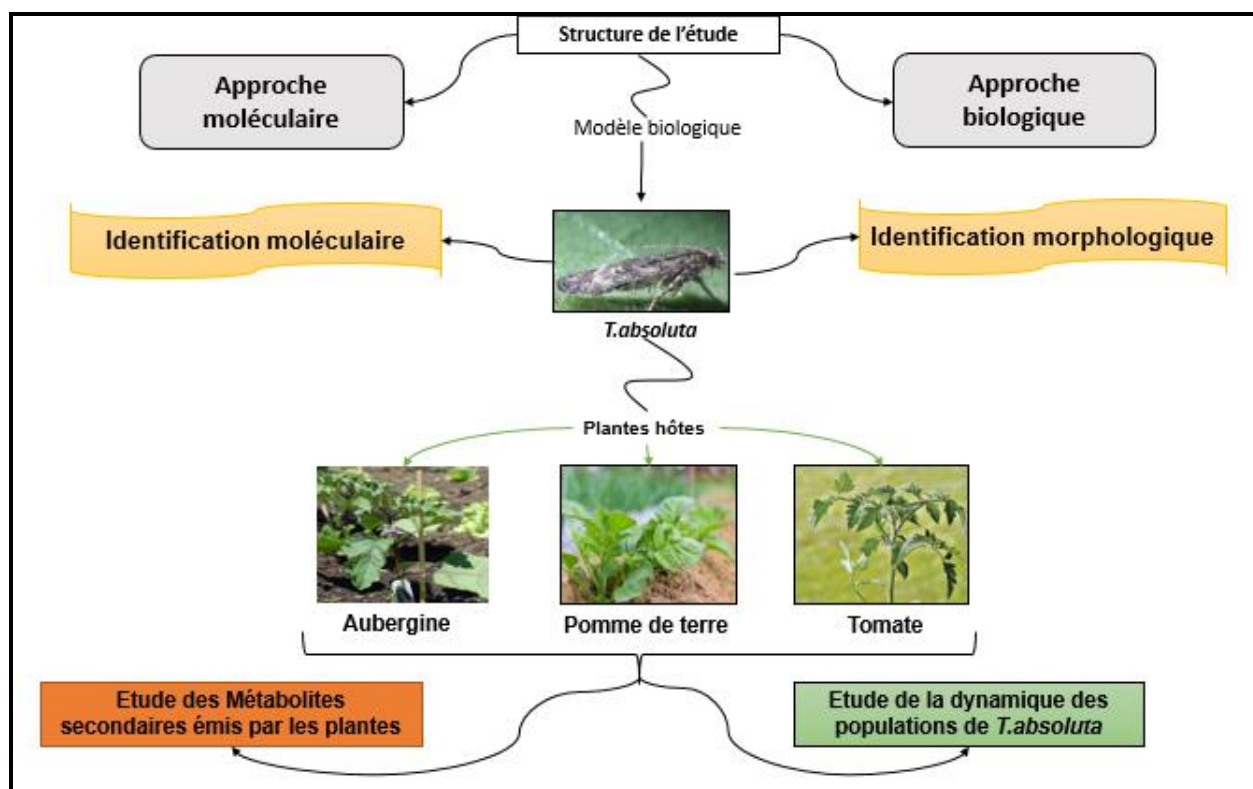 Structure de l'étude
Approche
moléculaire
Approche
biologique
Modèle biologique
Identification moléculaire
Identification morphologique
T.absoluta
Plantes hôtes
Aubergine
Pomme de terre
Tomate
Etude des Métabolites
secondaires émis par les plantes
Etude de la dynamique des
populations de T.absoluta